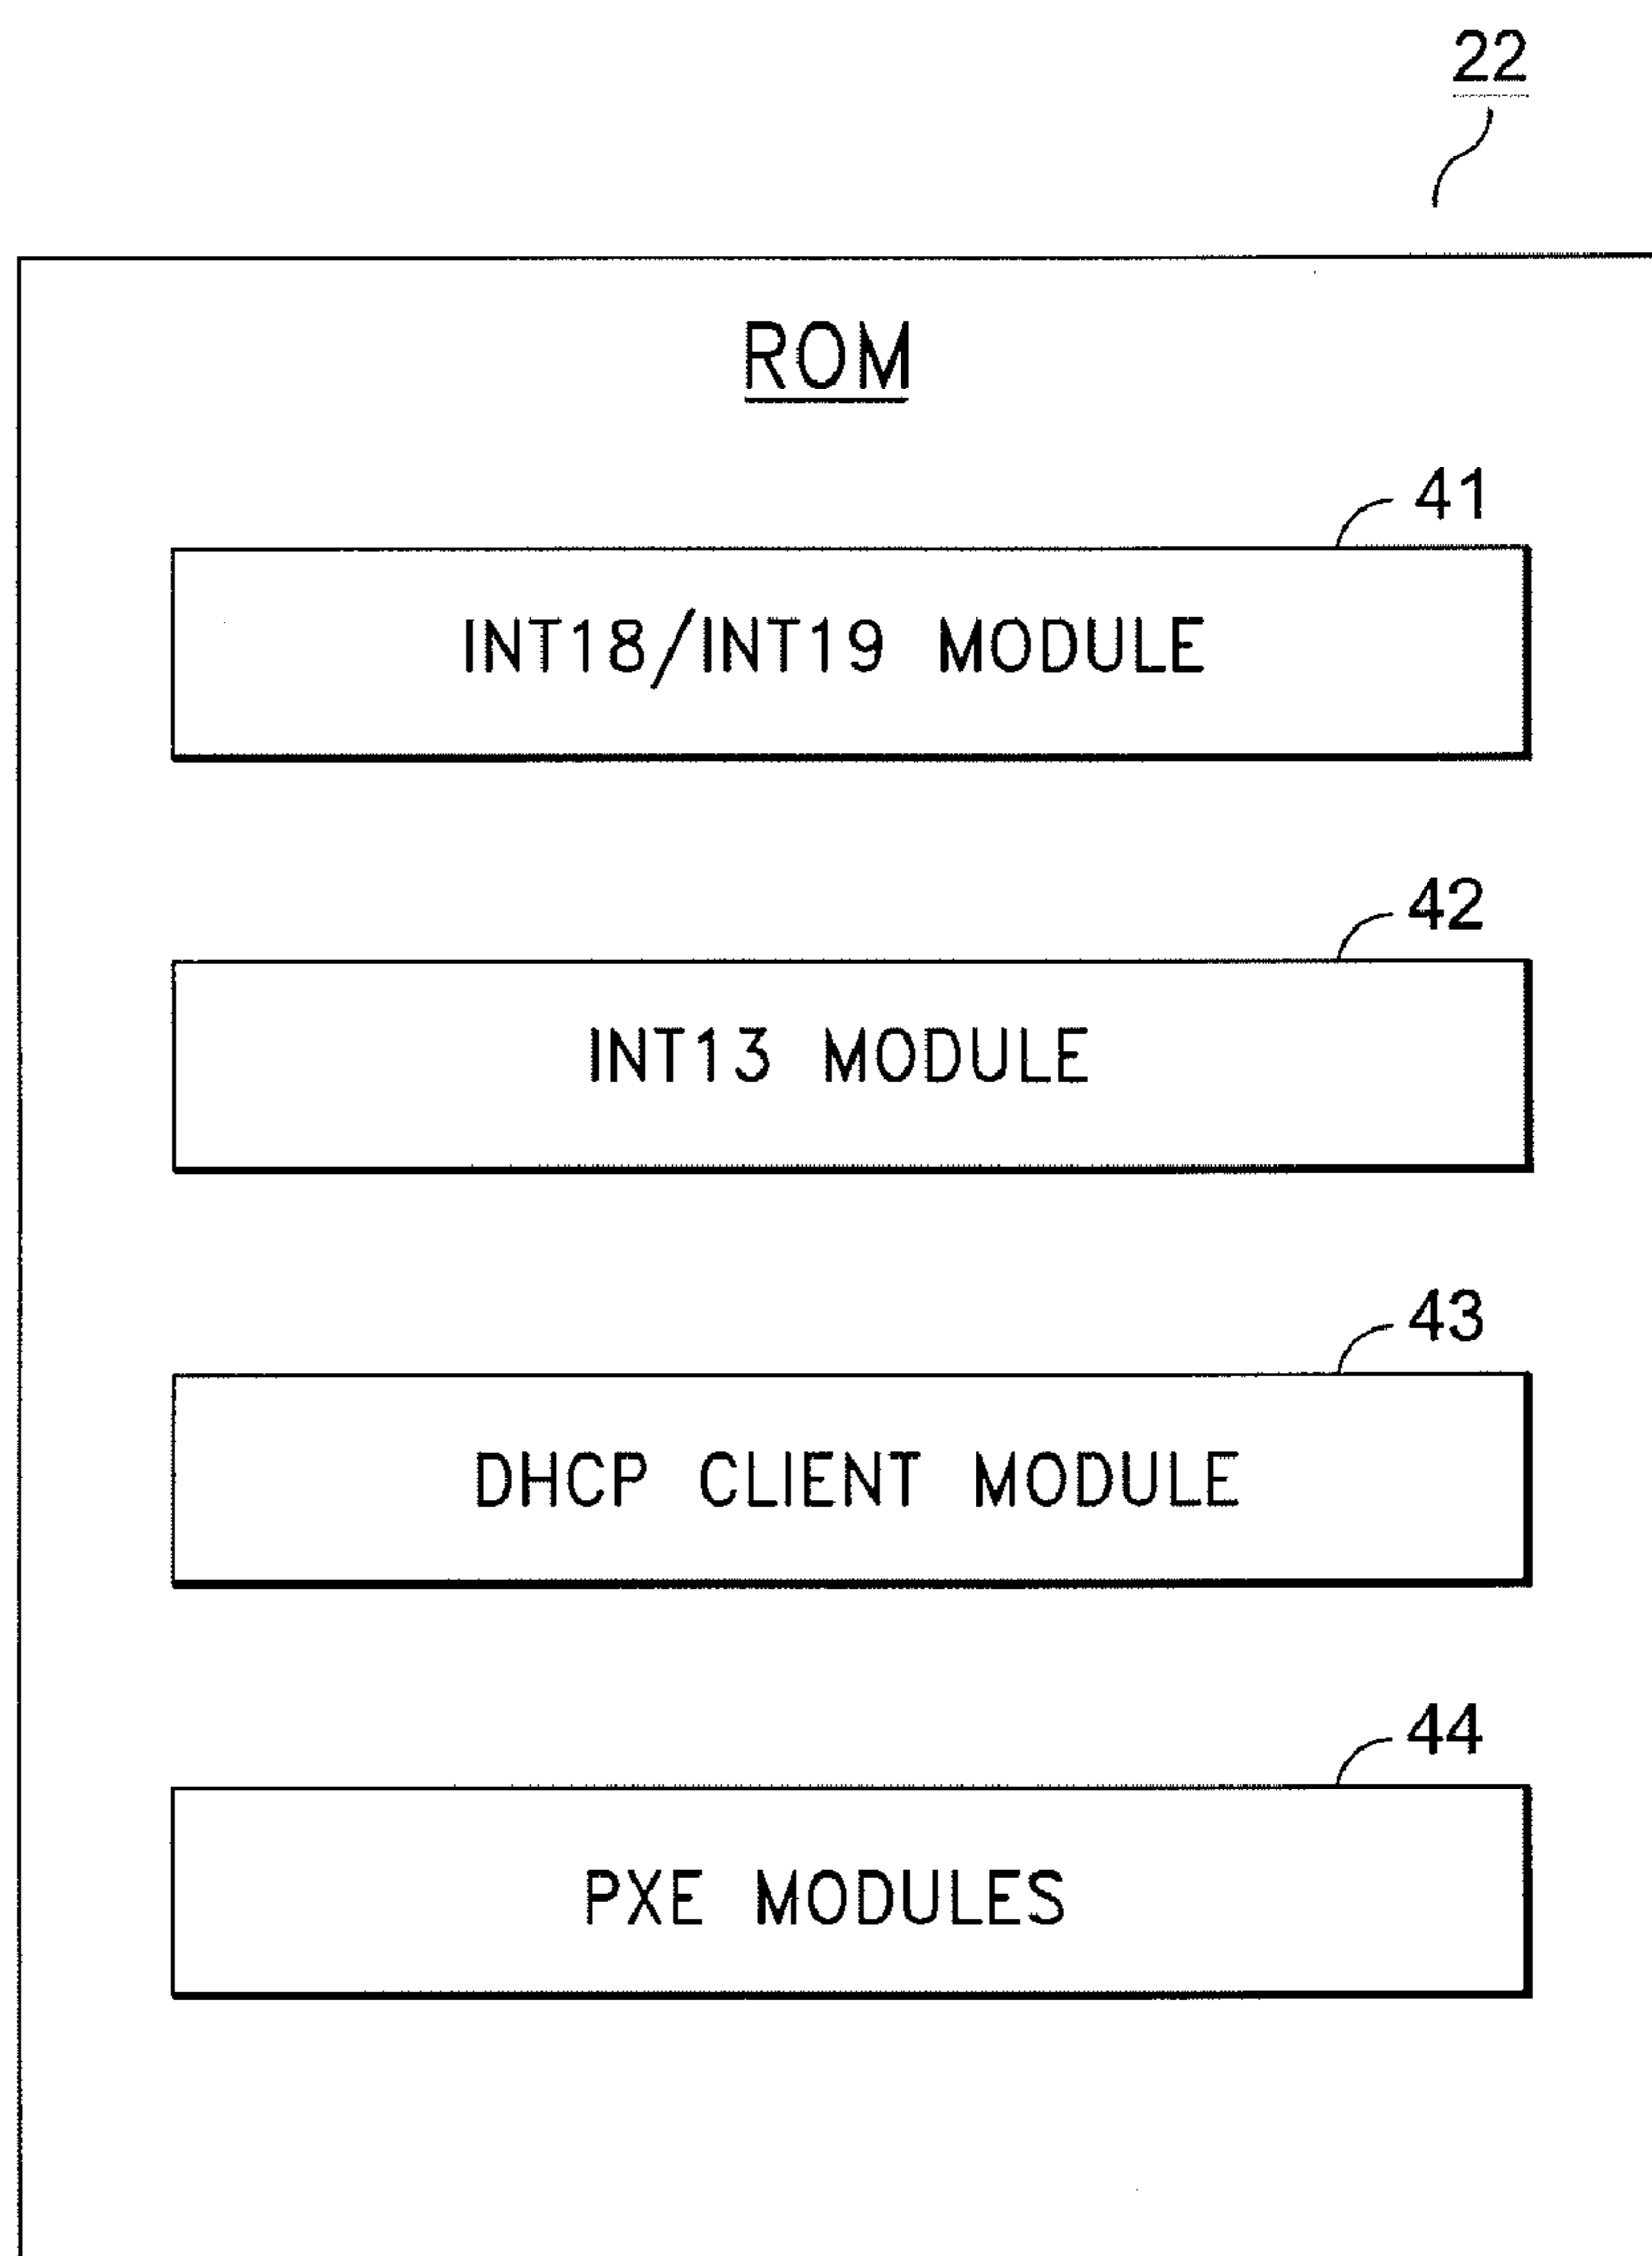 22
ROM
41
INT18/INT19 MODULE
42
INT13 MODULE
43
DHCP CLIENT MODULE
44
PXE MODULES